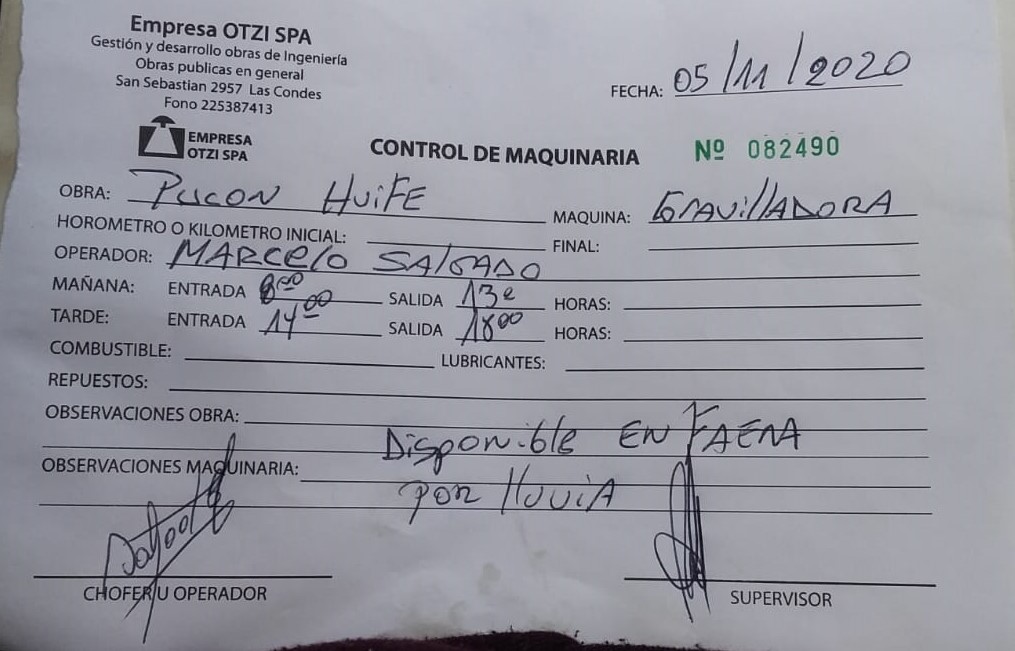 Empresa OTZI SPA
Gestión y desarrollo obras de Ingeniería
Obras publicas en general
San Sebastian 2957 Las Condes
Fono 225387413
FECHA: 05/11/2020
EMPRESA
OTZI SPA
CONTROL DE MAQUINARIA Nº 082490
OBRA: PUCON HUIFE MAQUINA: GRAVILLADORA
HOROMETRO O KILOMETRO INICIAL: FINAL:
OPERADOR: MARCELO SALGADO
MAÑANA: ENTRADA 800 SALIDA 13 HORAS:
TARDE: ENTRADA 1400 SALIDA 1800 HORAS:
COMBUSTIBLE: LUBRICANTES:
REPUESTOS:
OBSERVACIONES OBRA:
Disponible EN FAENA
OBSERVACIONES MAQUINARIA:
POR lluviA
CHOFER/U OPERADOR SUPERVISOR